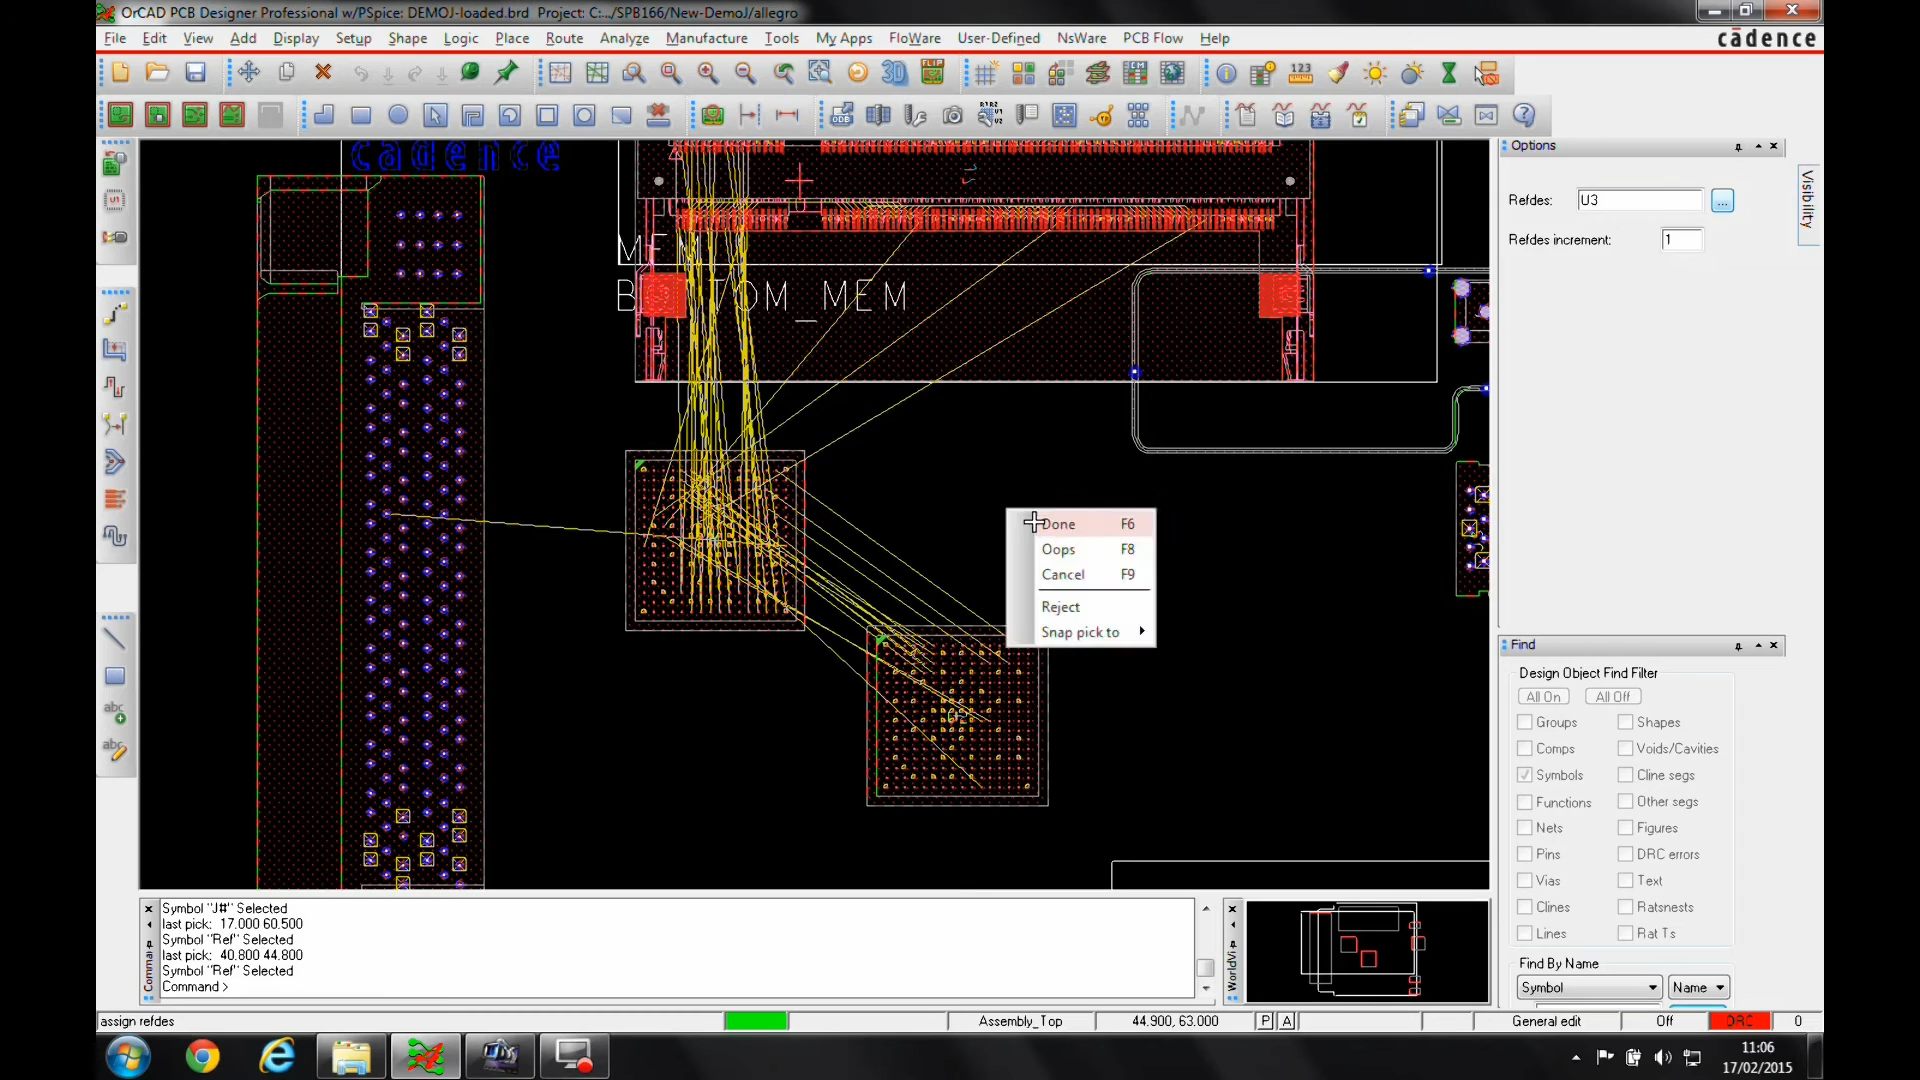 OrCAD PCB Designer Professional w/PSpice: DEMOJ-loaded.brd Project: C:.../SPB166/New-DemoJ/allegro
File Edit View Add Display Setup Shape Logic Place Route Analyze Manufacture Tools My Apps FloWare User-Defined NsWare PCB Flow Help
cādence
Options
Visibility
Refdes: U3 ...
Refdes increment: 1
cadence
MEM
BOTTOM_MEM
Done F6
Oops F8
Cancel F9
Reject
Snap pick to
Find
Design Object Find Filter
All On All Off
Groups Shapes
Comps Voids/Cavities
Symbols Cline segs
Functions Other segs
Nets Figures
Pins DRC errors
Vias Text
Clines Ratsnests
Lines Rat Ts
Find By Name
Symbol Name
Symbol "J#" Selected
last pick: 17.000 60.500
Symbol "Ref" Selected
last pick: 40.800 44.800
Symbol "Ref" Selected
Command >
assign refdes
Assembly_Top
44.900, 63.000
P A
General edit
Off
DRC
0
11:06
17/02/2015